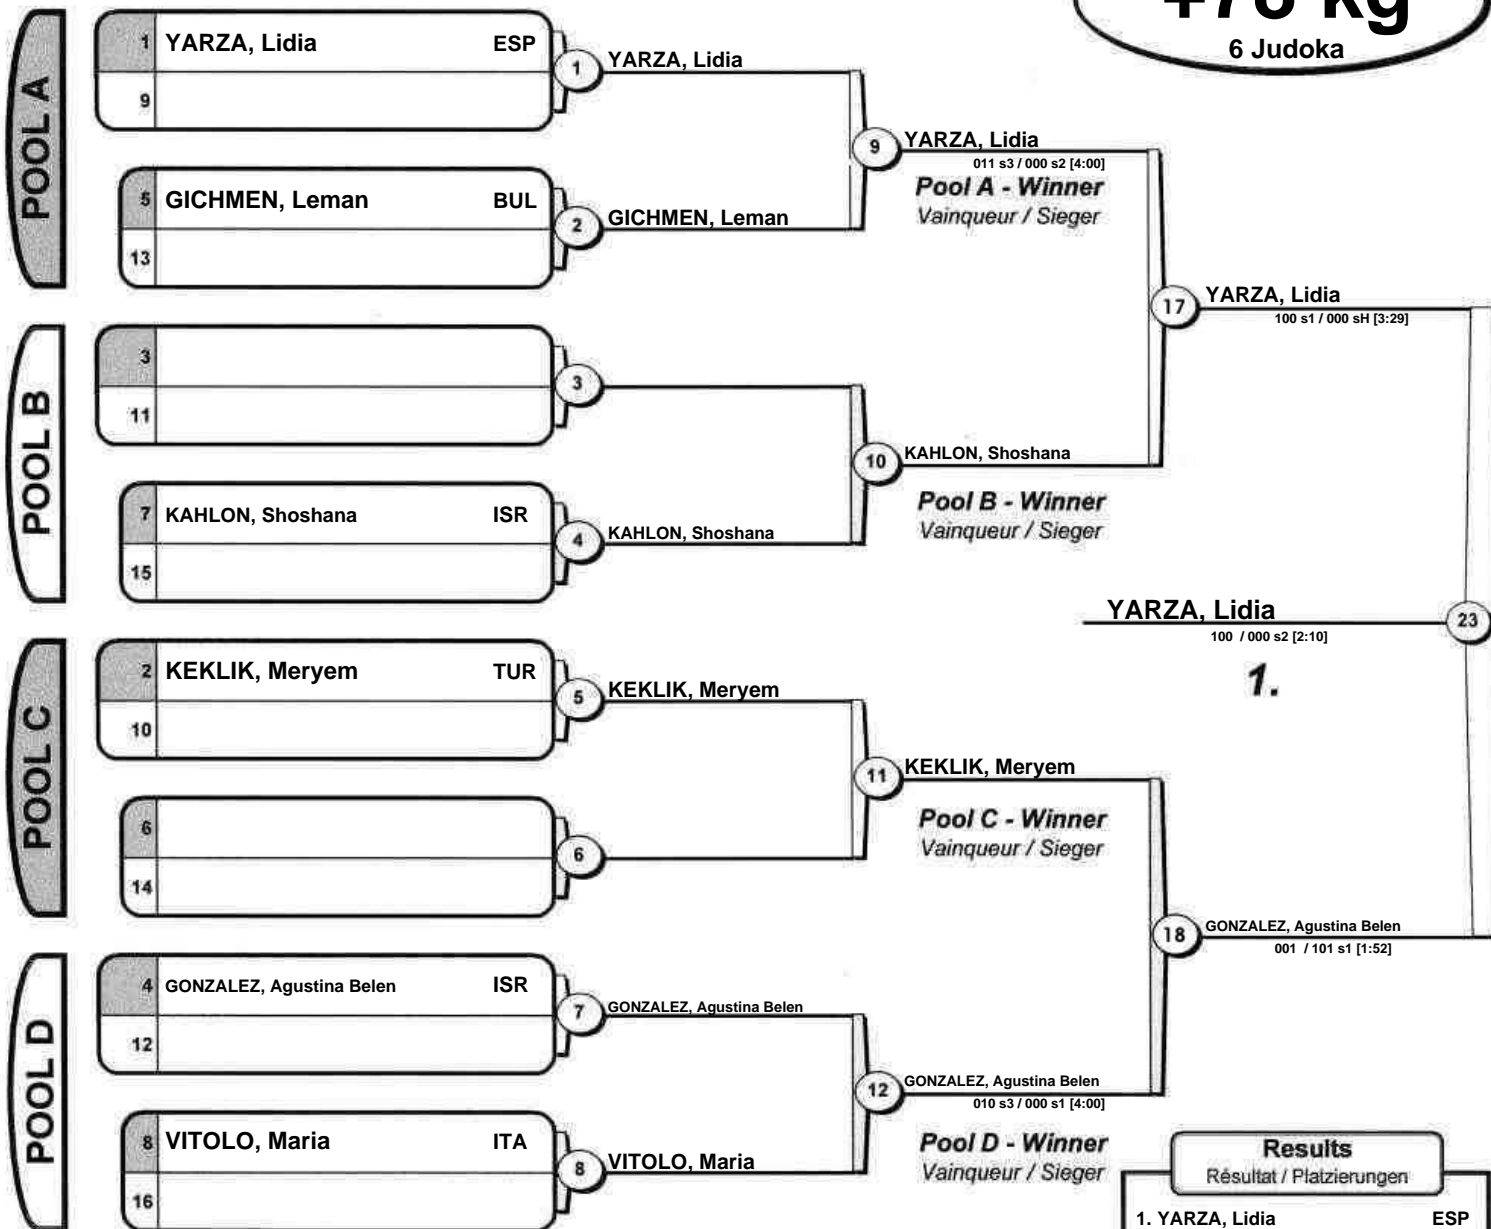 +78 kg
6 Judoka
POOL A
1 YARZA, Lidia ESP
9
1 YARZA, Lidia
5 GICHMEN, Leman BUL
13
2 GICHMEN, Leman
9 YARZA, Lidia
011 s3 / 000 s2 [4:00]
Pool A - Winner
Vainqueur / Sieger
POOL B
3
11
3
7 KAHLON, Shoshana ISR
15
4 KAHLON, Shoshana
10 KAHLON, Shoshana
Pool B - Winner
Vainqueur / Sieger
17 YARZA, Lidia
100 s1 / 000 sH [3:29]
YARZA, Lidia 23
100 / 000 s2 [2:10]
1.
POOL C
2 KEKLIK, Meryem TUR
10
5 KEKLIK, Meryem
6
14
6
11 KEKLIK, Meryem
Pool C - Winner
Vainqueur / Sieger
18 GONZALEZ, Agustina Belen
001 / 101 s1 [1:52]
POOL D
4 GONZALEZ, Agustina Belen ISR
12
7 GONZALEZ, Agustina Belen
8 VITOLO, Maria ITA
16
8 VITOLO, Maria
12 GONZALEZ, Agustina Belen
010 s3 / 000 s1 [4:00]
Pool D - Winner
Vainqueur / Sieger
Results
Résultat / Platzierungen
1. YARZA, Lidia ESP